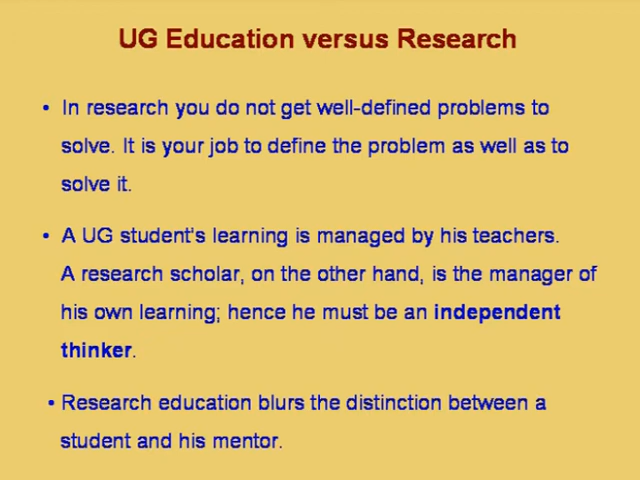 UG Education versus Research
• In research you do not get well-defined problems to
solve. It is your job to define the problem as well as to
solve it.
• A UG student's learning is managed by his teachers.
A research scholar, on the other hand, is the manager of
his own learning; hence he must be an independent
thinker.
• Research education blurs the distinction between a
student and his mentor.